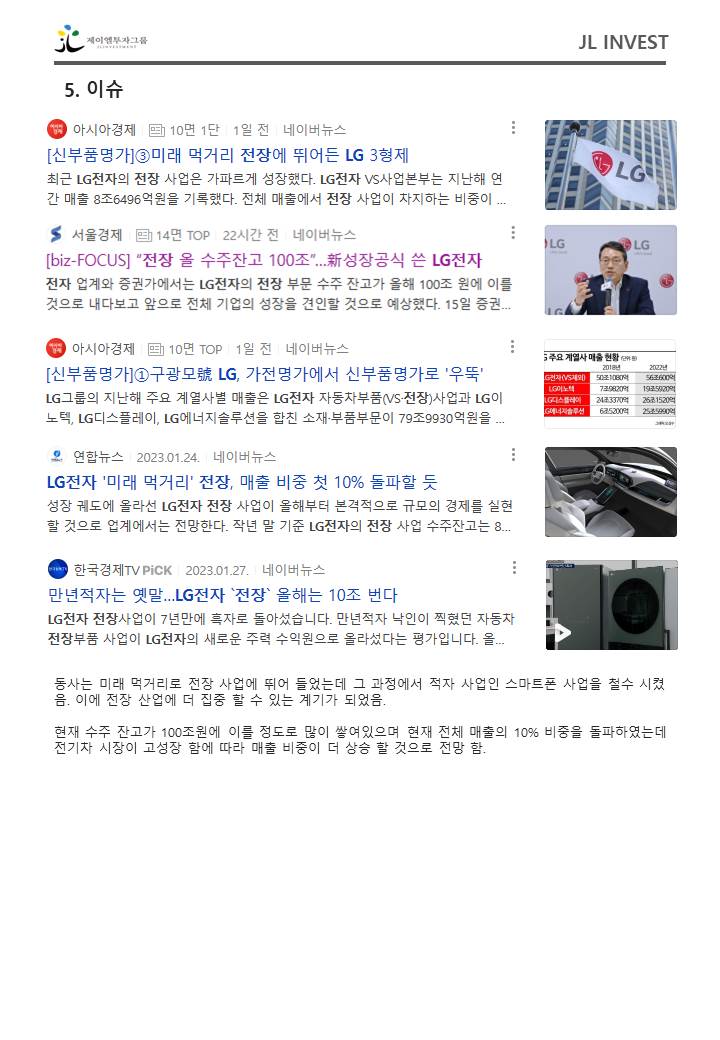 제이엘투자그룹
JLINVESTMENT
JL INVEST
5. 이슈
아시아경제 10면 1단 1일 전 네이버뉴스
[신부품명가]③미래 먹거리 전장에 뛰어든 LG 3형제
최근 LG전자의 전장 사업은 가파르게 성장했다. LG전자 VS사업본부는 지난해 연
간 매출 8조6496억원을 기록했다. 전체 매출에서 전장 사업이 차지하는 비중이 ...
LG
서울경제 14면 TOP 22시간 전 네이버뉴스
[biz-FOCUS] “전장 올 수주잔고 100조”...新성장공식 쓴 LG전자
전자 업계와 증권가에서는 LG전자의 전장 부문 수주 잔고가 올해 100조 원에 이를
것으로 내다보고 앞으로 전체 기업의 성장을 견인할 것으로 예상했다. 15일 증권...
LG
LG
아시아경제 10면 TOP 1일 전 네이버뉴스
[신부품명가]①구광모號 LG, 가전명가에서 신부품명가로 '우뚝'
LG그룹의 지난해 주요 계열사별 매출은 LG전자 자동차부품(VS·전장)사업과 LG이
노텍, LG디스플레이, LG에너지솔루션을 합친 소재·부품부문이 79조9930억원을 ...
G 주요 계열사 매출 현황 (단위:원)
2018년 2022년
LG전자(VS제외) 50조1080억 56조600억
LG이노텍 7조9820억 19조5920억
LG디스플레이 24조3370억 26조1520억
LG에너지솔루션 6조5200억 25조5990억
연합뉴스 2023.01.24. 네이버뉴스
LG전자 '미래 먹거리' 전장, 매출 비중 첫 10% 돌파할 듯
성장 궤도에 올라선 LG전자 전장 사업이 올해부터 본격적으로 규모의 경제를 실현
할 것으로 업계에서는 전망한다. 작년 말 기준 LG전자의 전장 사업 수주잔고는 8...
한국경제TV PiCK 2023.01.27. 네이버뉴스
만년적자는 옛말...LG전자 `전장` 올해는 10조 번다
LG전자 전장사업이 7년만에 흑자로 돌아섰습니다. 만년적자 낙인이 찍혔던 자동차
전장부품 사업이 LG전자의 새로운 주력 수익원으로 올라섰다는 평가입니다. 올...
동사는 미래 먹거리로 전장 사업에 뛰어 들었는데 그 과정에서 적자 사업인 스마트폰 사업을 철수 시켰
음. 이에 전장 산업에 더 집중 할 수 있는 계기가 되었음.
현재 수주 잔고가 100조원에 이를 정도로 많이 쌓여있으며 현재 전체 매출의 10% 비중을 돌파하였는데
전기차 시장이 고성장 함에 따라 매출 비중이 더 상승 할 것으로 전망 함.